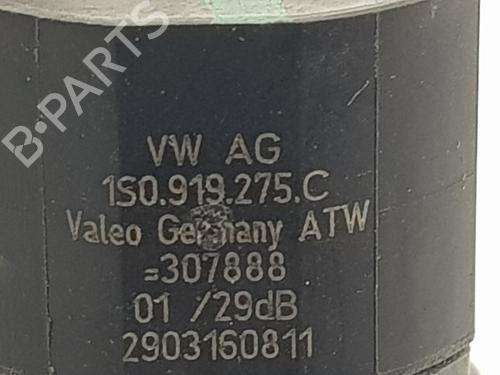 B-PARTS
VW AG
1S0.919.275.C
Valeo Germany ATW
=307888
01 /29dB
2903160811